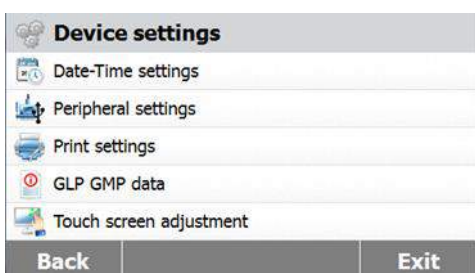 Device settings
Date-Time settings
Peripheral settings
Print settings
GLP GMP data
Touch screen adjustment
Back Exit